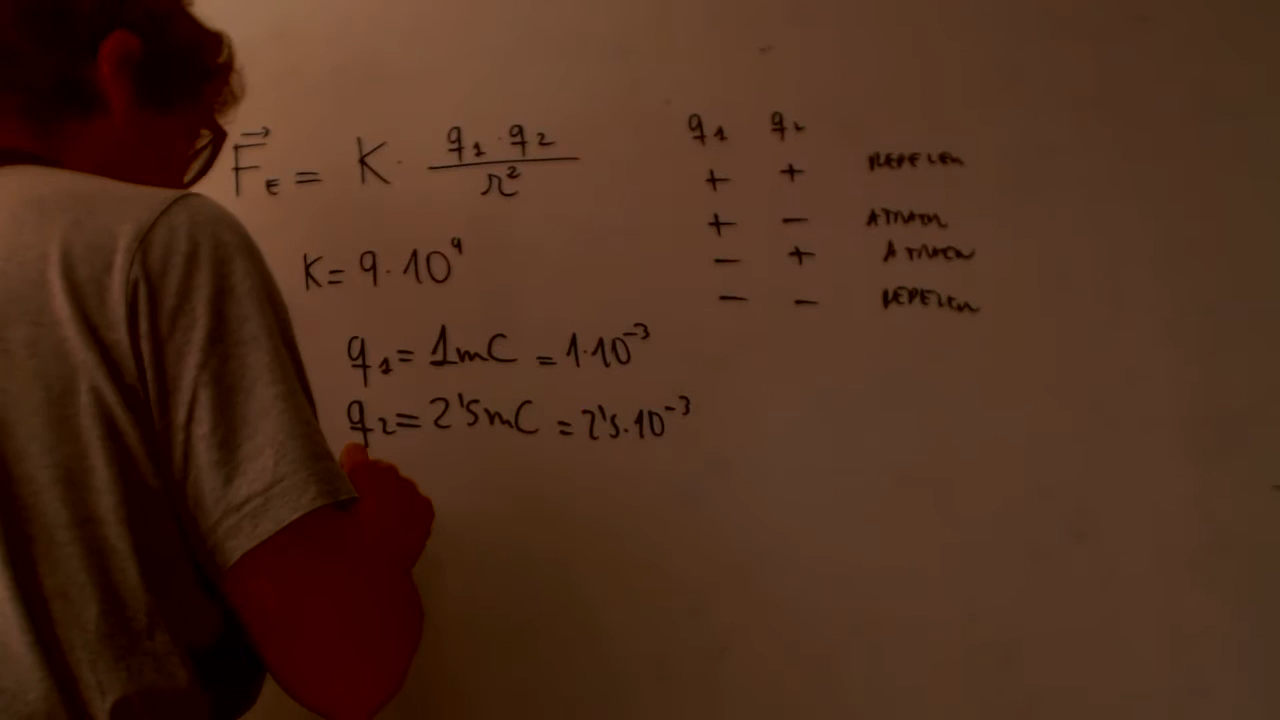 F⃗_E = K · (q₁ · q₂) / r²
K = 9 · 10⁹
q₁ = 1mC = 1·10⁻³
q₂ = 2'5mC = 2'5·10⁻³
q₁ q₂
+ + REPELEN
+ − ATRAEN
− + ATRAEN
− − REPELEN